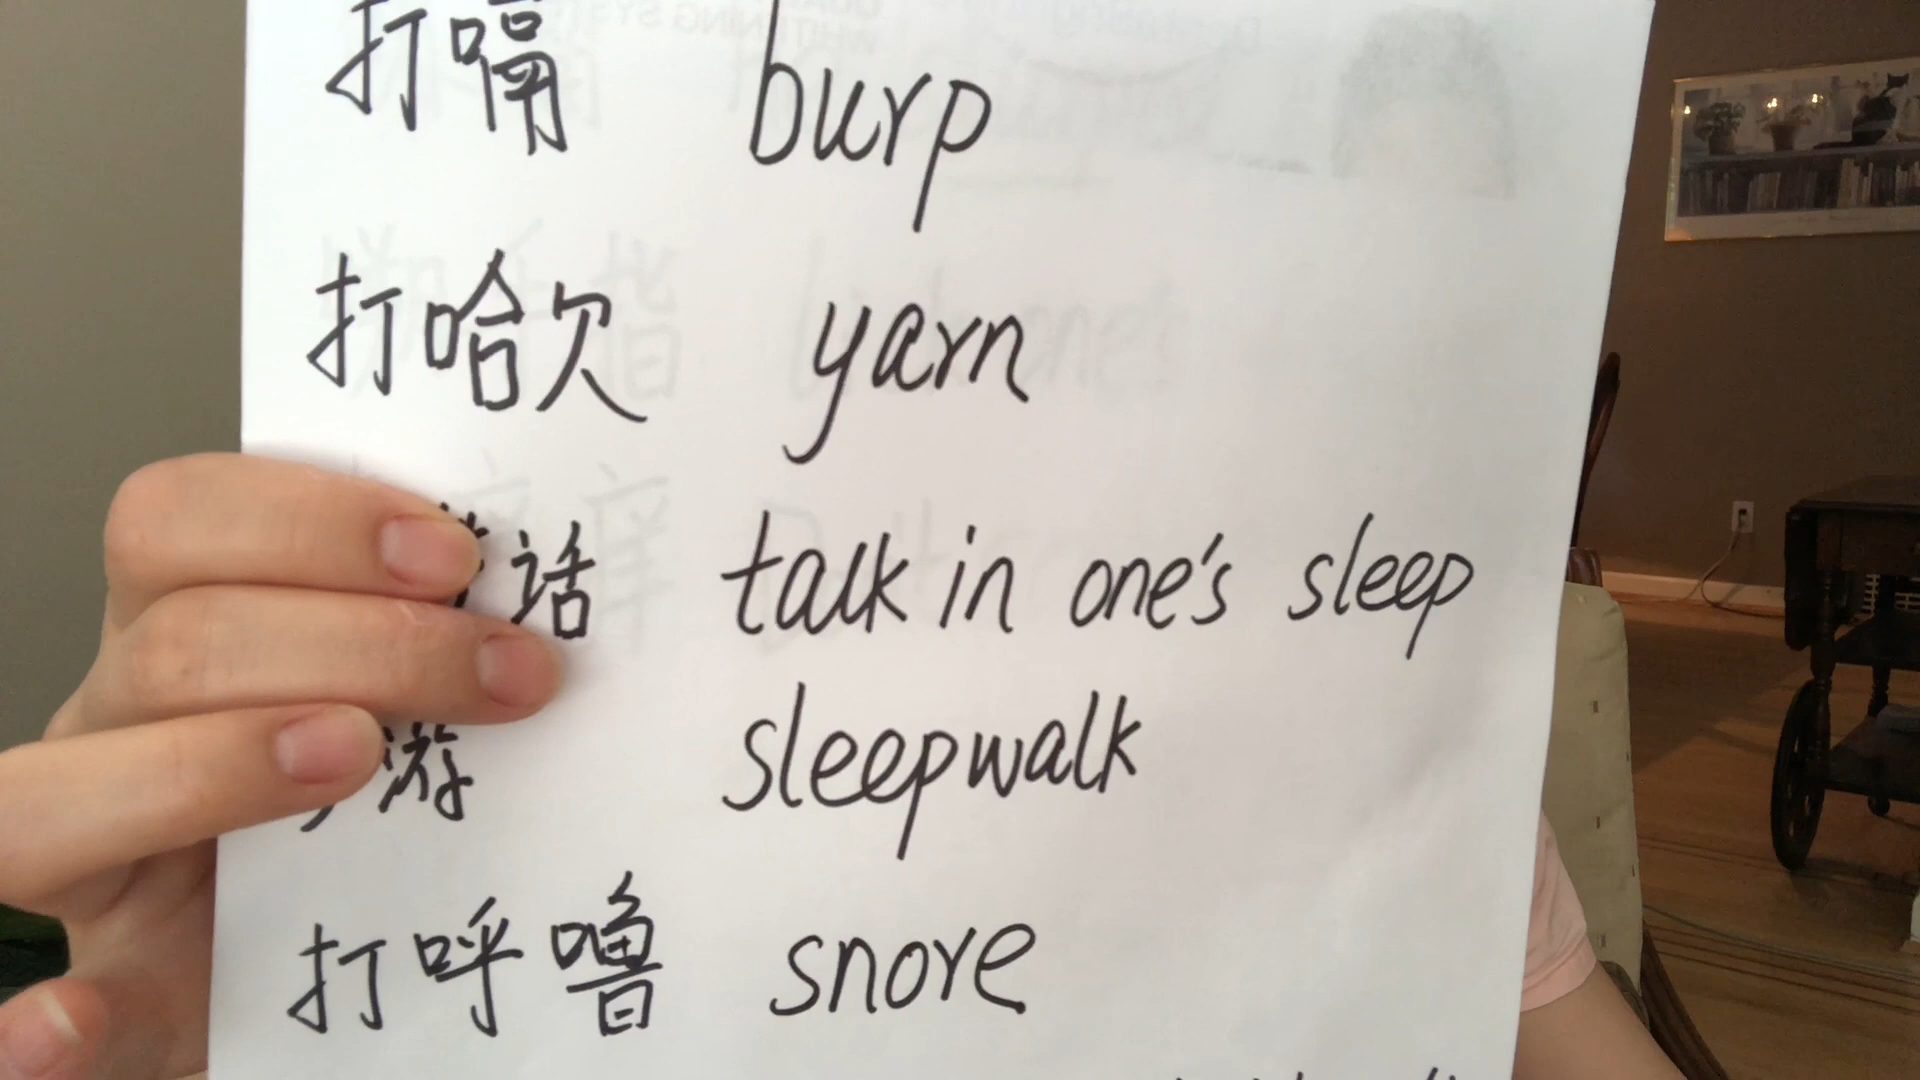 打嗝 burp
打哈欠 yarn
话 talk in one's sleep
游 sleepwalk
打呼噜 snore